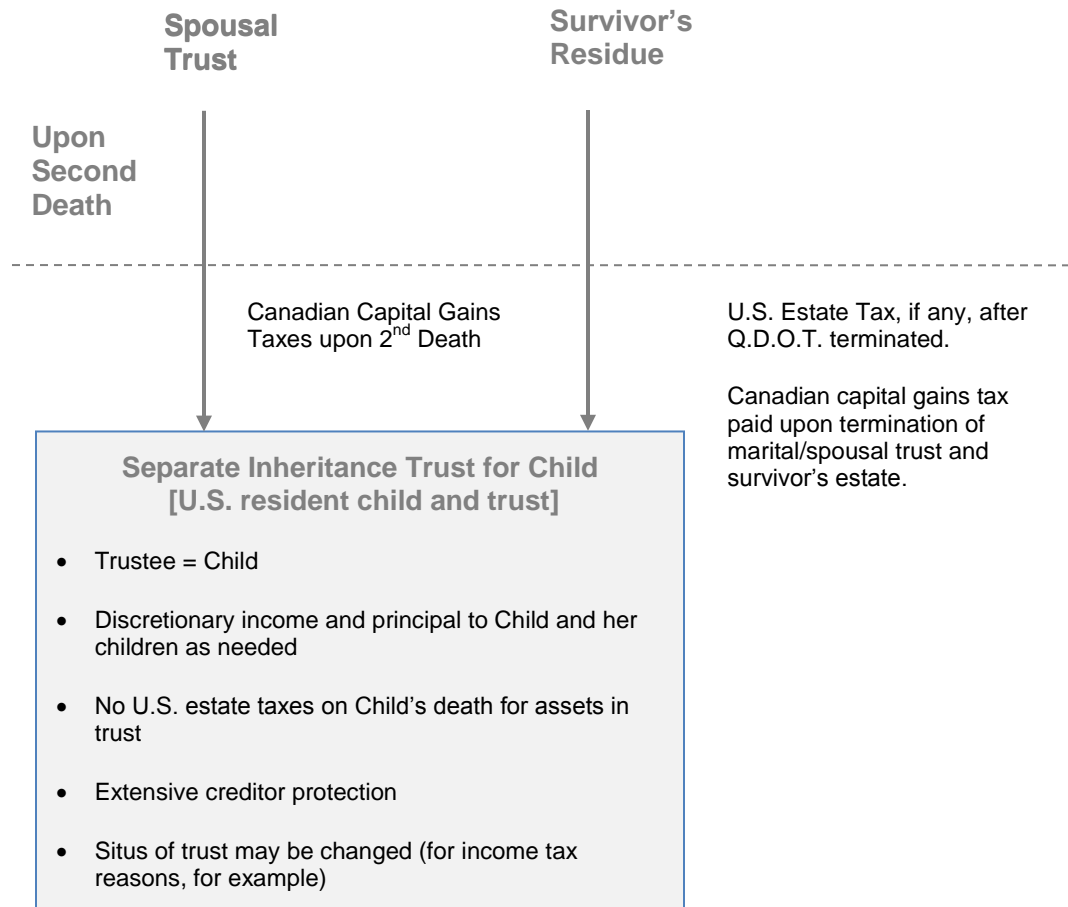 Spousal
Trust
Survivor's
Residue
Upon
Second
Death
Canadian Capital Gains
Taxes upon 2nd Death
U.S. Estate Tax, if any, after
Q.D.O.T. terminated.
Canadian capital gains tax
paid upon termination of
marital/spousal trust and
survivor's estate.
Separate Inheritance Trust for Child
[U.S. resident child and trust]
• Trustee = Child
• Discretionary income and principal to Child and her
children as needed
• No U.S. estate taxes on Child's death for assets in
trust
• Extensive creditor protection
• Situs of trust may be changed (for income tax
reasons, for example)